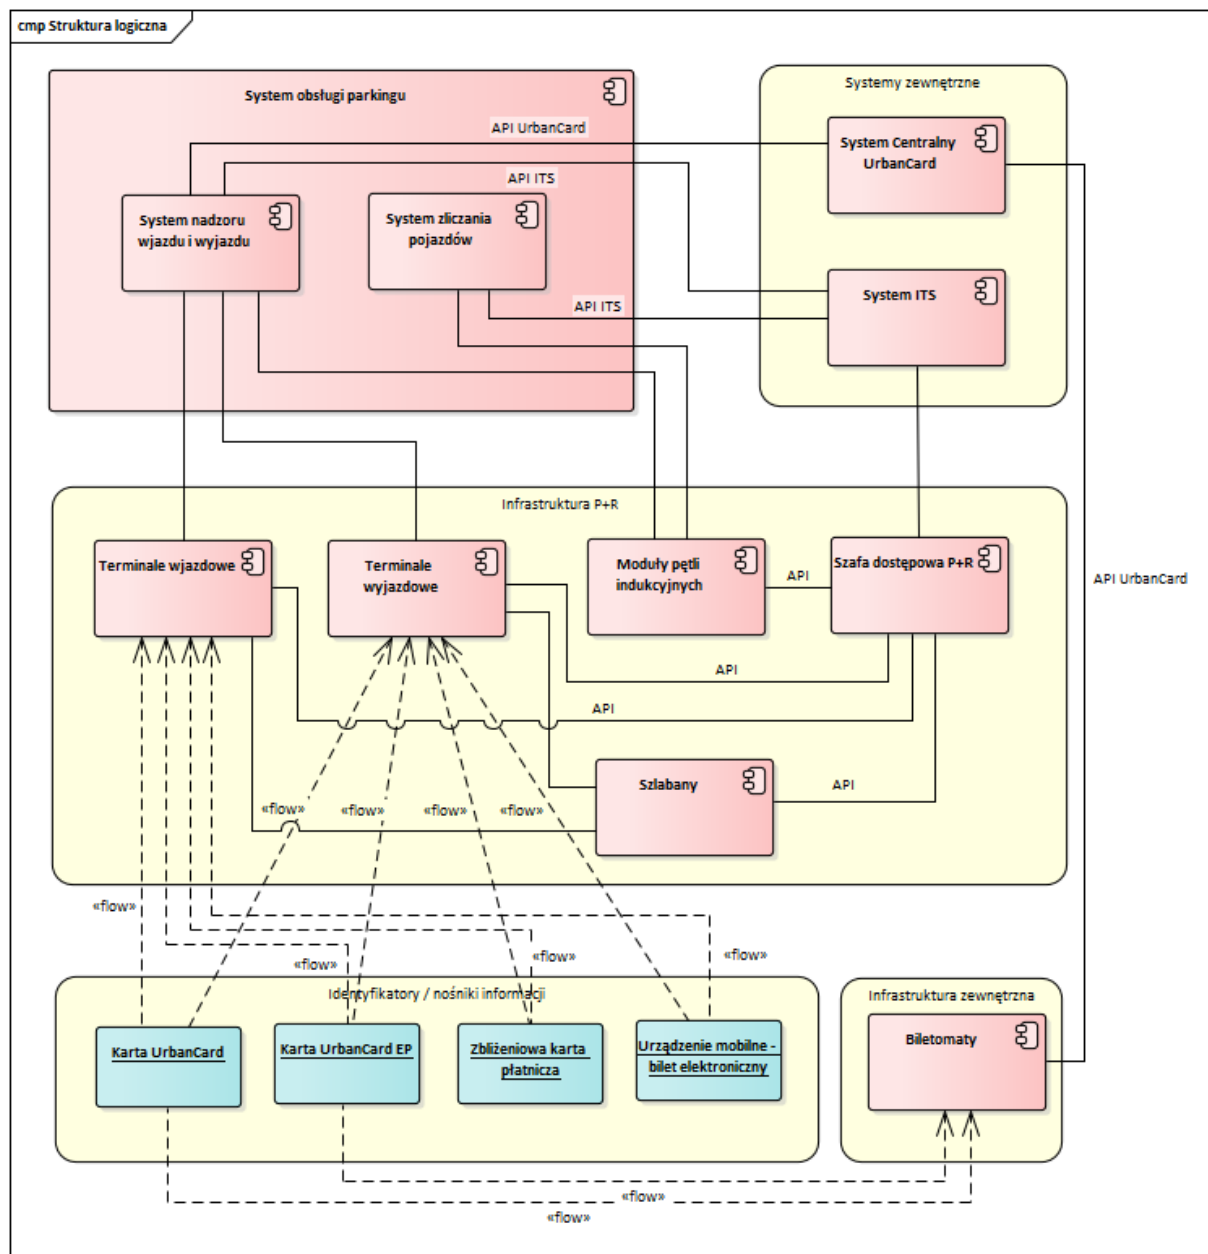 cmp Struktura logiczna
System obsługi parkingu
Systemy zewnętrzne
API UrbanCard
System Centralny
UrbanCard
API ITS
System nadzoru
wjazdu i wyjazdu
System zliczania
pojazdów
System ITS
API ITS
Infrastruktura P+R
Terminale wjazdowe
Terminale
wyjazdowe
Moduły pętli
indukcyjnych
Szafa dostępowa P+R
API
API UrbanCard
API
API
Szlabany
API
«flow»
«flow»
«flow»
«flow»
«flow»
«flow»
«flow»
«flow»
Identyfikatory / nośniki informacji
Infrastruktura zewnętrzna
Karta UrbanCard
Karta UrbanCard EP
Zbliżeniowa karta
płatnicza
Urządzenie mobilne -
bilet elektroniczny
Biletomaty
«flow»
«flow»